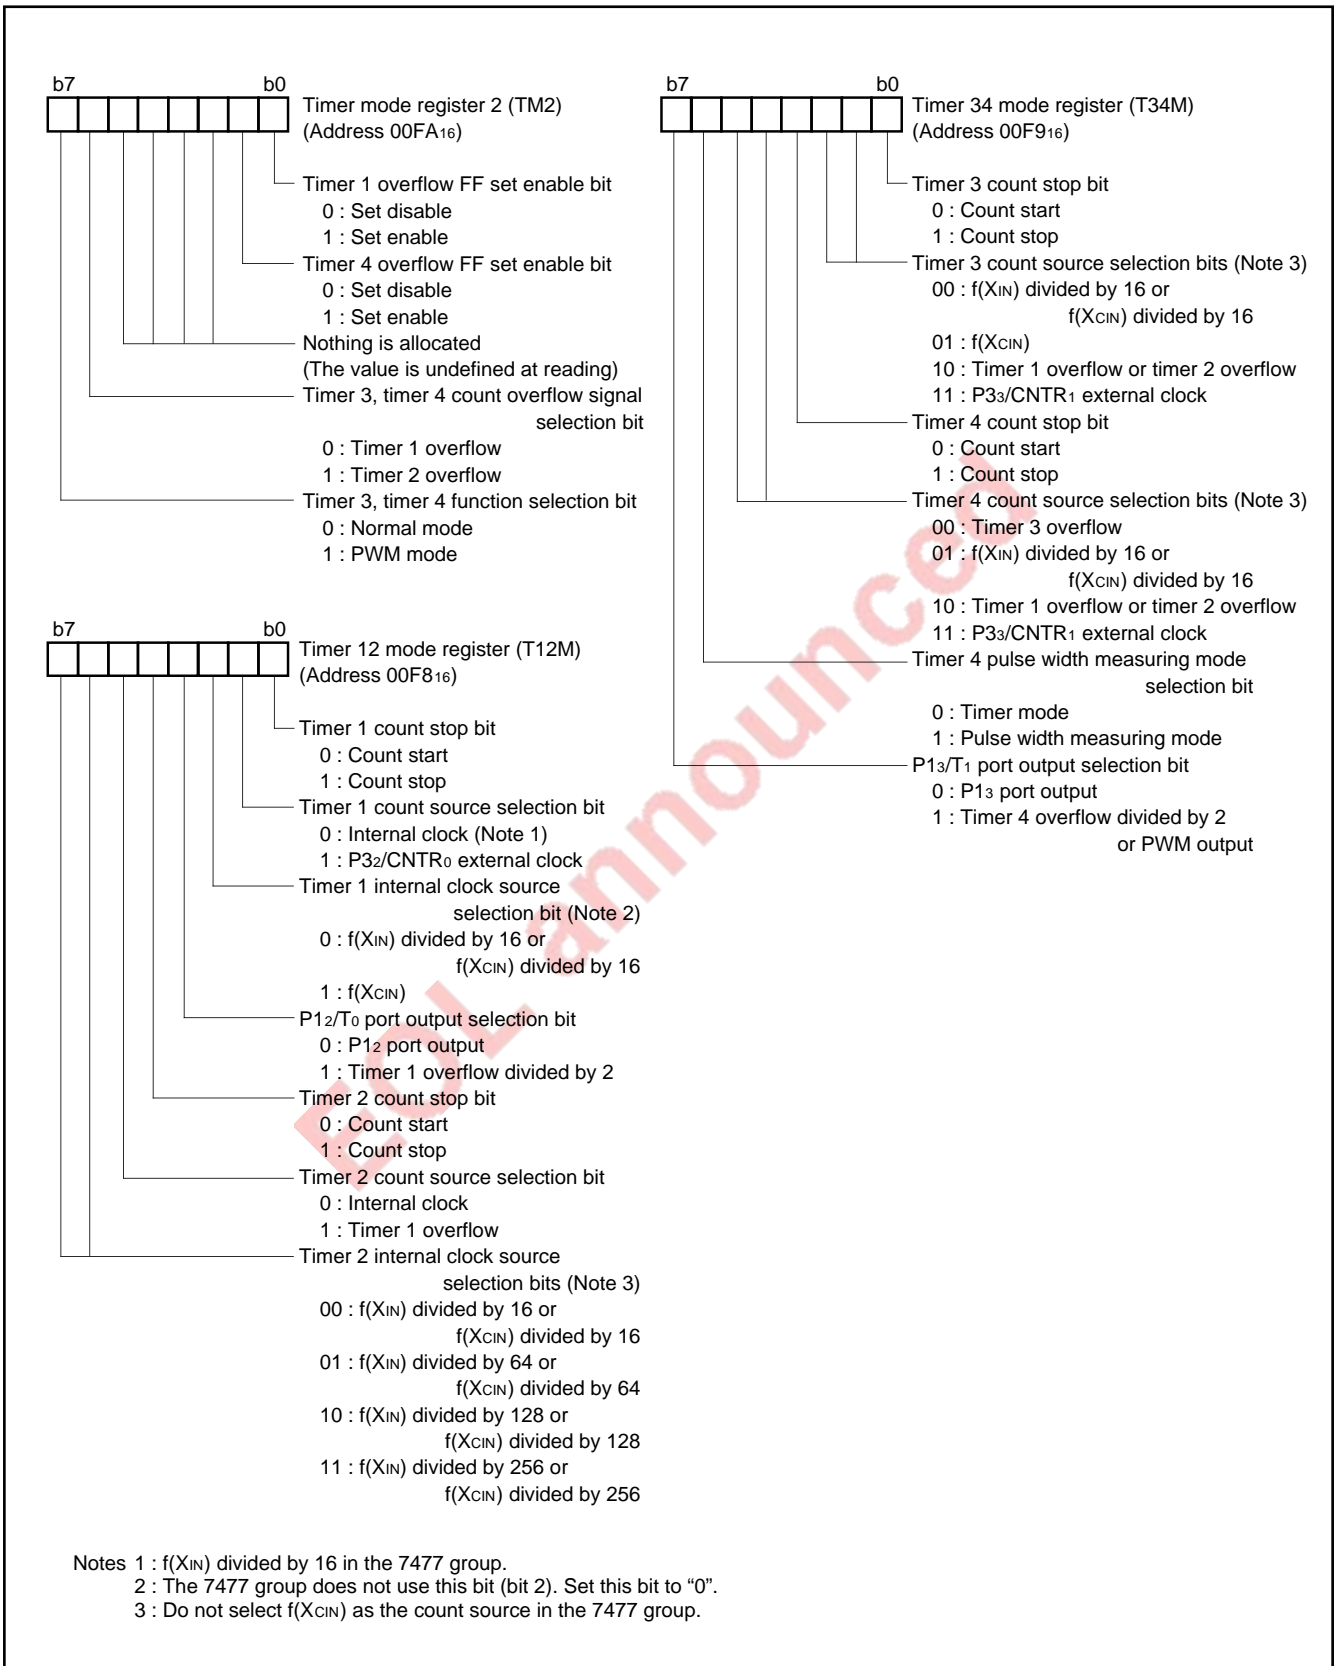 b7 b0
Timer mode register 2 (TM2)
(Address 00FA16)
Timer 1 overflow FF set enable bit
0 : Set disable
1 : Set enable
Timer 4 overflow FF set enable bit
0 : Set disable
1 : Set enable
Nothing is allocated
(The value is undefined at reading)
Timer 3, timer 4 count overflow signal
selection bit
0 : Timer 1 overflow
1 : Timer 2 overflow
Timer 3, timer 4 function selection bit
0 : Normal mode
1 : PWM mode
b7 b0
Timer 12 mode register (T12M)
(Address 00F816)
Timer 1 count stop bit
0 : Count start
1 : Count stop
Timer 1 count source selection bit
0 : Internal clock (Note 1)
1 : P32/CNTR0 external clock
Timer 1 internal clock source
selection bit (Note 2)
0 : f(XIN) divided by 16 or
f(XCIN) divided by 16
1 : f(XCIN)
P12/T0 port output selection bit
0 : P12 port output
1 : Timer 1 overflow divided by 2
Timer 2 count stop bit
0 : Count start
1 : Count stop
Timer 2 count source selection bit
0 : Internal clock
1 : Timer 1 overflow
Timer 2 internal clock source
selection bits (Note 3)
00 : f(XIN) divided by 16 or
f(XCIN) divided by 16
01 : f(XIN) divided by 64 or
f(XCIN) divided by 64
10 : f(XIN) divided by 128 or
f(XCIN) divided by 128
11 : f(XIN) divided by 256 or
f(XCIN) divided by 256
b7 b0
Timer 34 mode register (T34M)
(Address 00F916)
Timer 3 count stop bit
0 : Count start
1 : Count stop
Timer 3 count source selection bits (Note 3)
00 : f(XIN) divided by 16 or
f(XCIN) divided by 16
01 : f(XCIN)
10 : Timer 1 overflow or timer 2 overflow
11 : P33/CNTR1 external clock
Timer 4 count stop bit
0 : Count start
1 : Count stop
Timer 4 count source selection bits (Note 3)
00 : Timer 3 overflow
01 : f(XIN) divided by 16 or
f(XCIN) divided by 16
10 : Timer 1 overflow or timer 2 overflow
11 : P33/CNTR1 external clock
Timer 4 pulse width measuring mode
selection bit
0 : Timer mode
1 : Pulse width measuring mode
P13/T1 port output selection bit
0 : P13 port output
1 : Timer 4 overflow divided by 2
or PWM output
EOL announced
Notes 1 : f(XIN) divided by 16 in the 7477 group.
2 : The 7477 group does not use this bit (bit 2). Set this bit to “0”.
3 : Do not select f(XCIN) as the count source in the 7477 group.